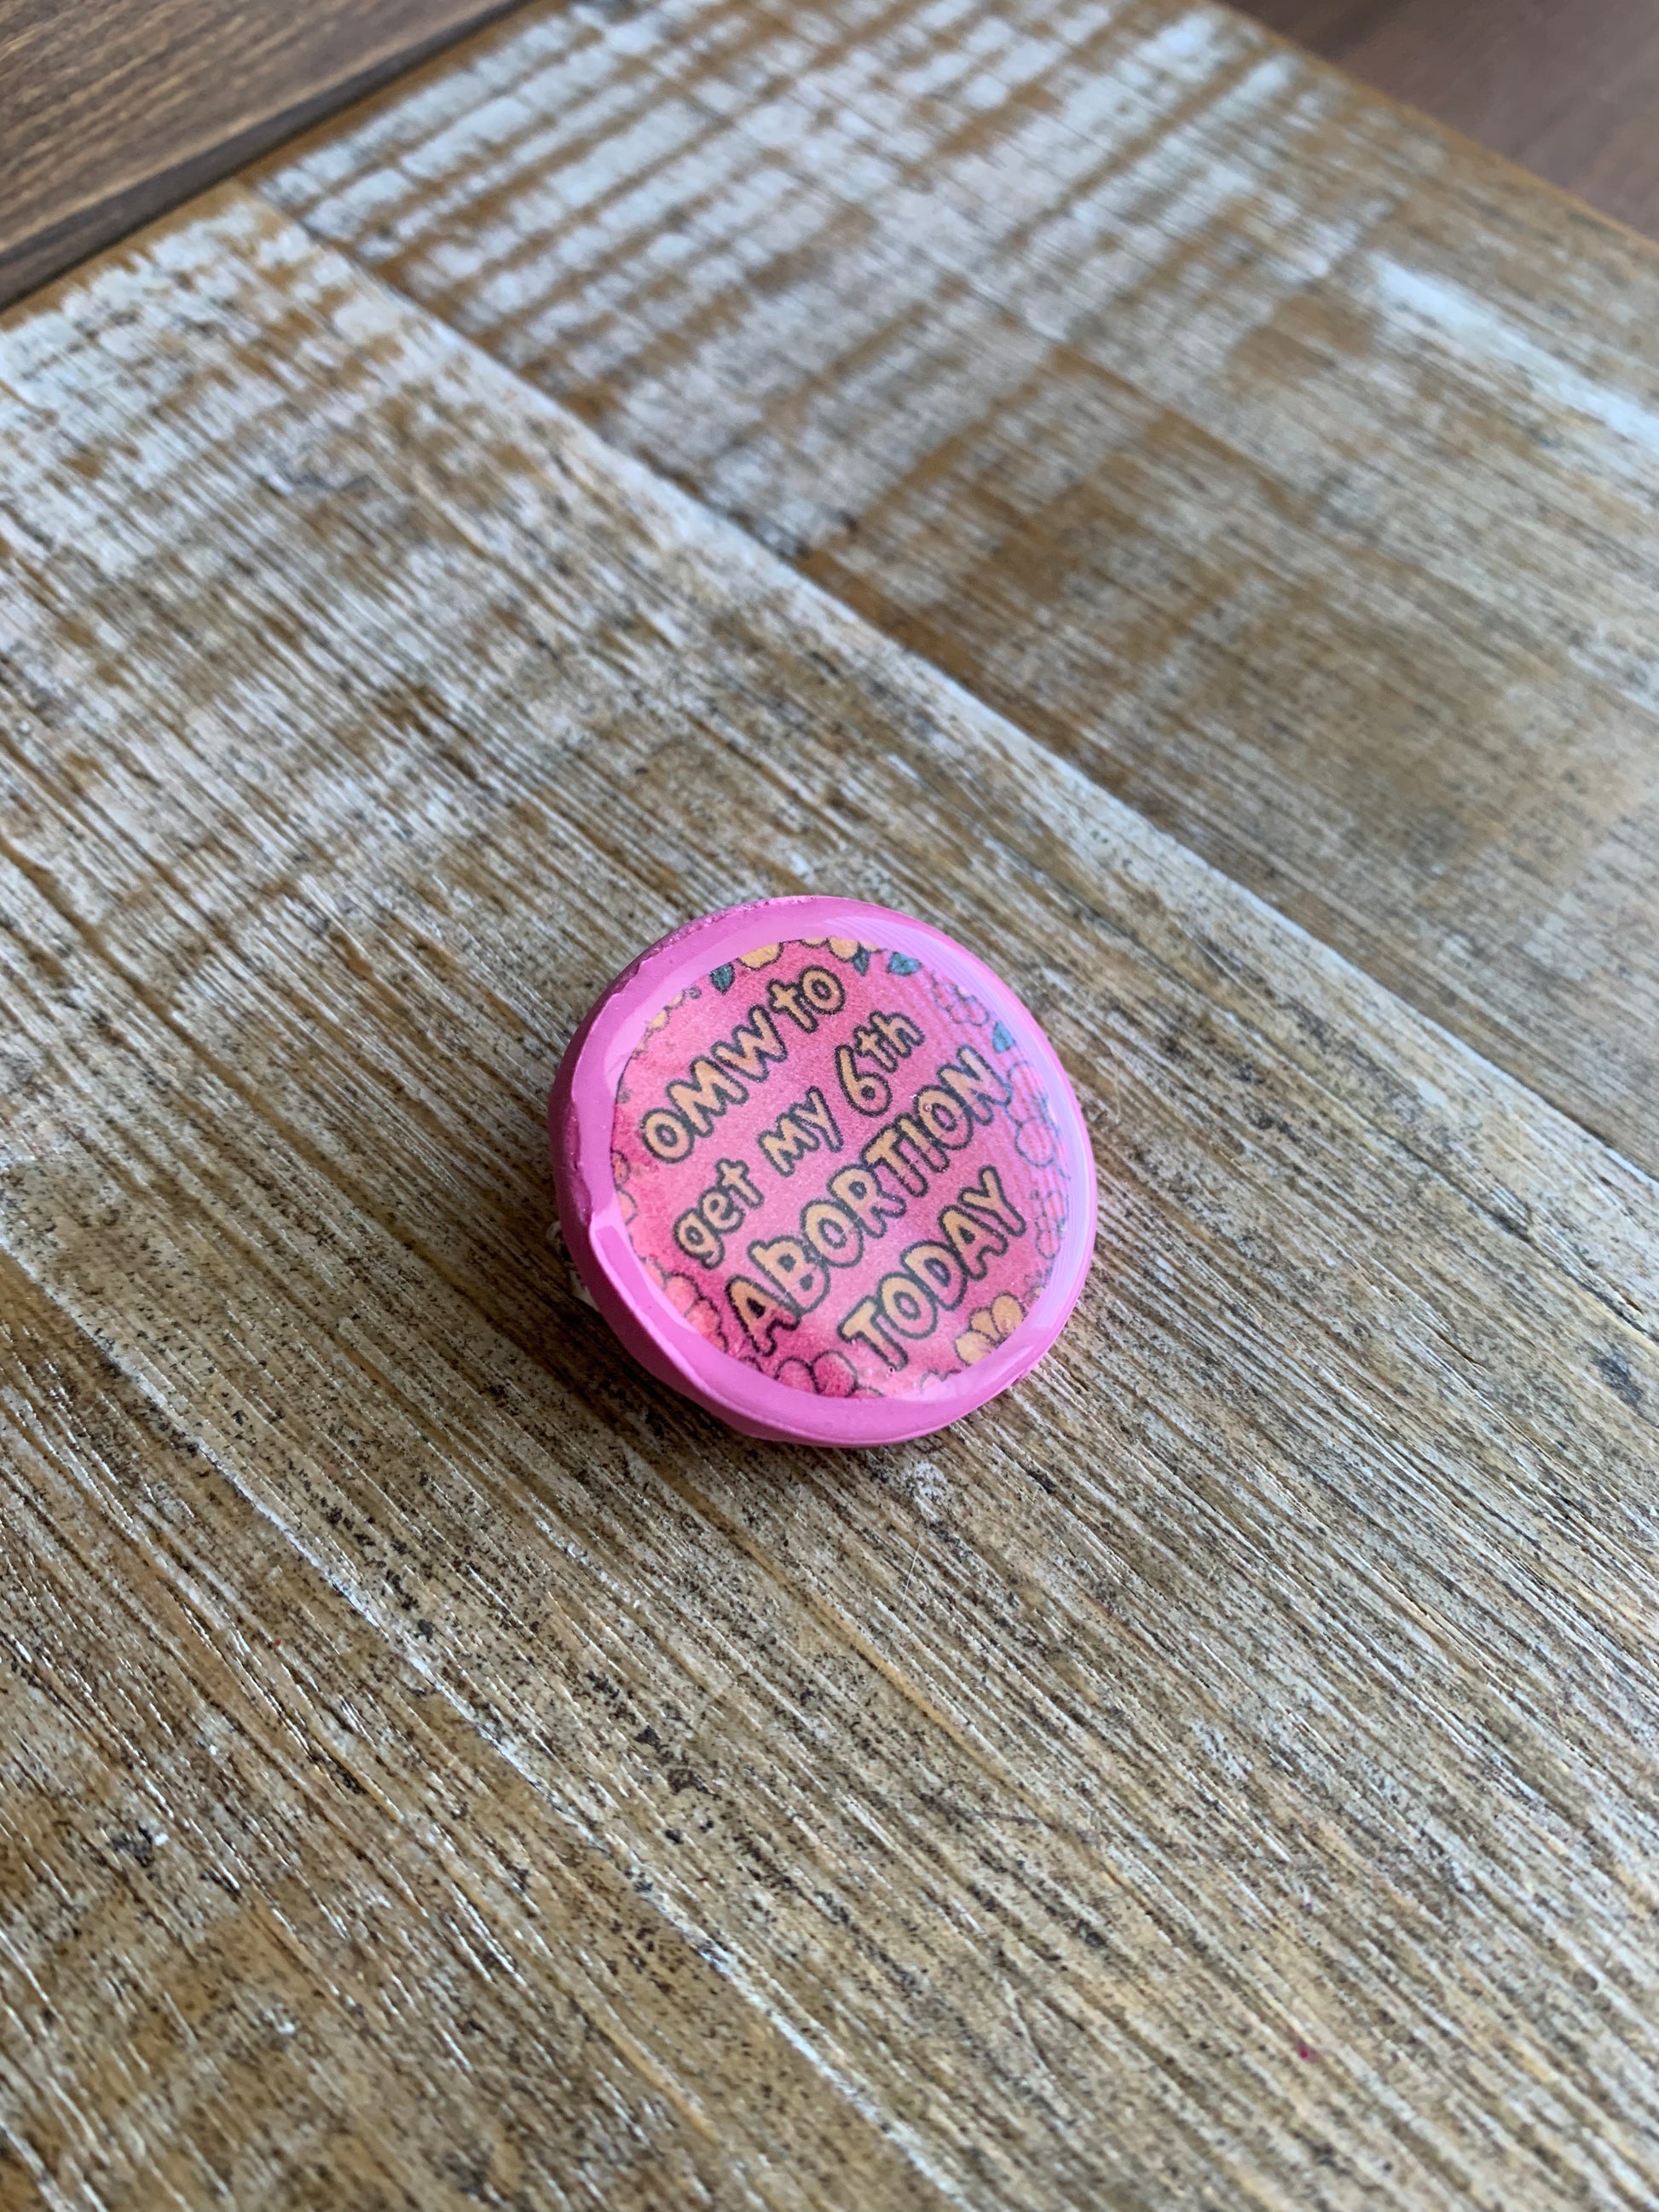 OMW to
get my 6th
ABORTION
TODAY